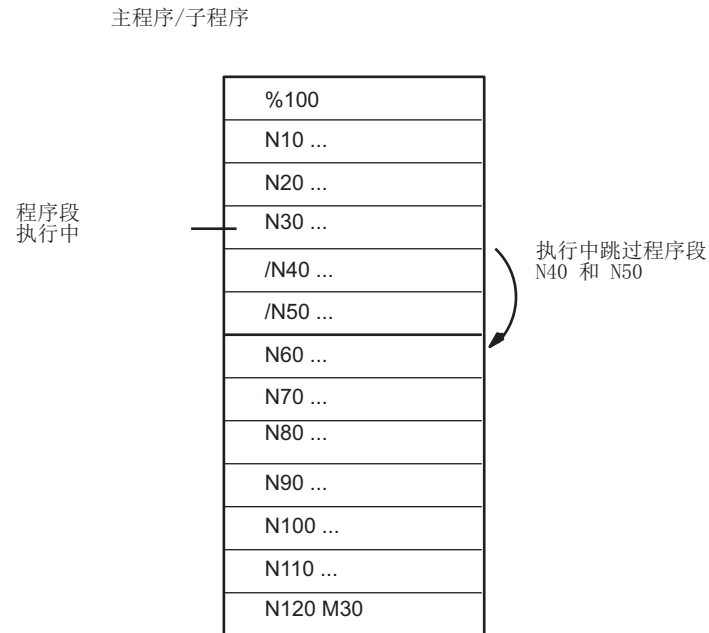 主程序/子程序
%100
N10 ...
N20 ...
程序段
执行中
N30 ...
/N40 ...
执行中跳过程序段
N40 和 N50
/N50 ...
N60 ...
N70 ...
N80 ...
N90 ...
N100 ...
N110 ...
N120 M30